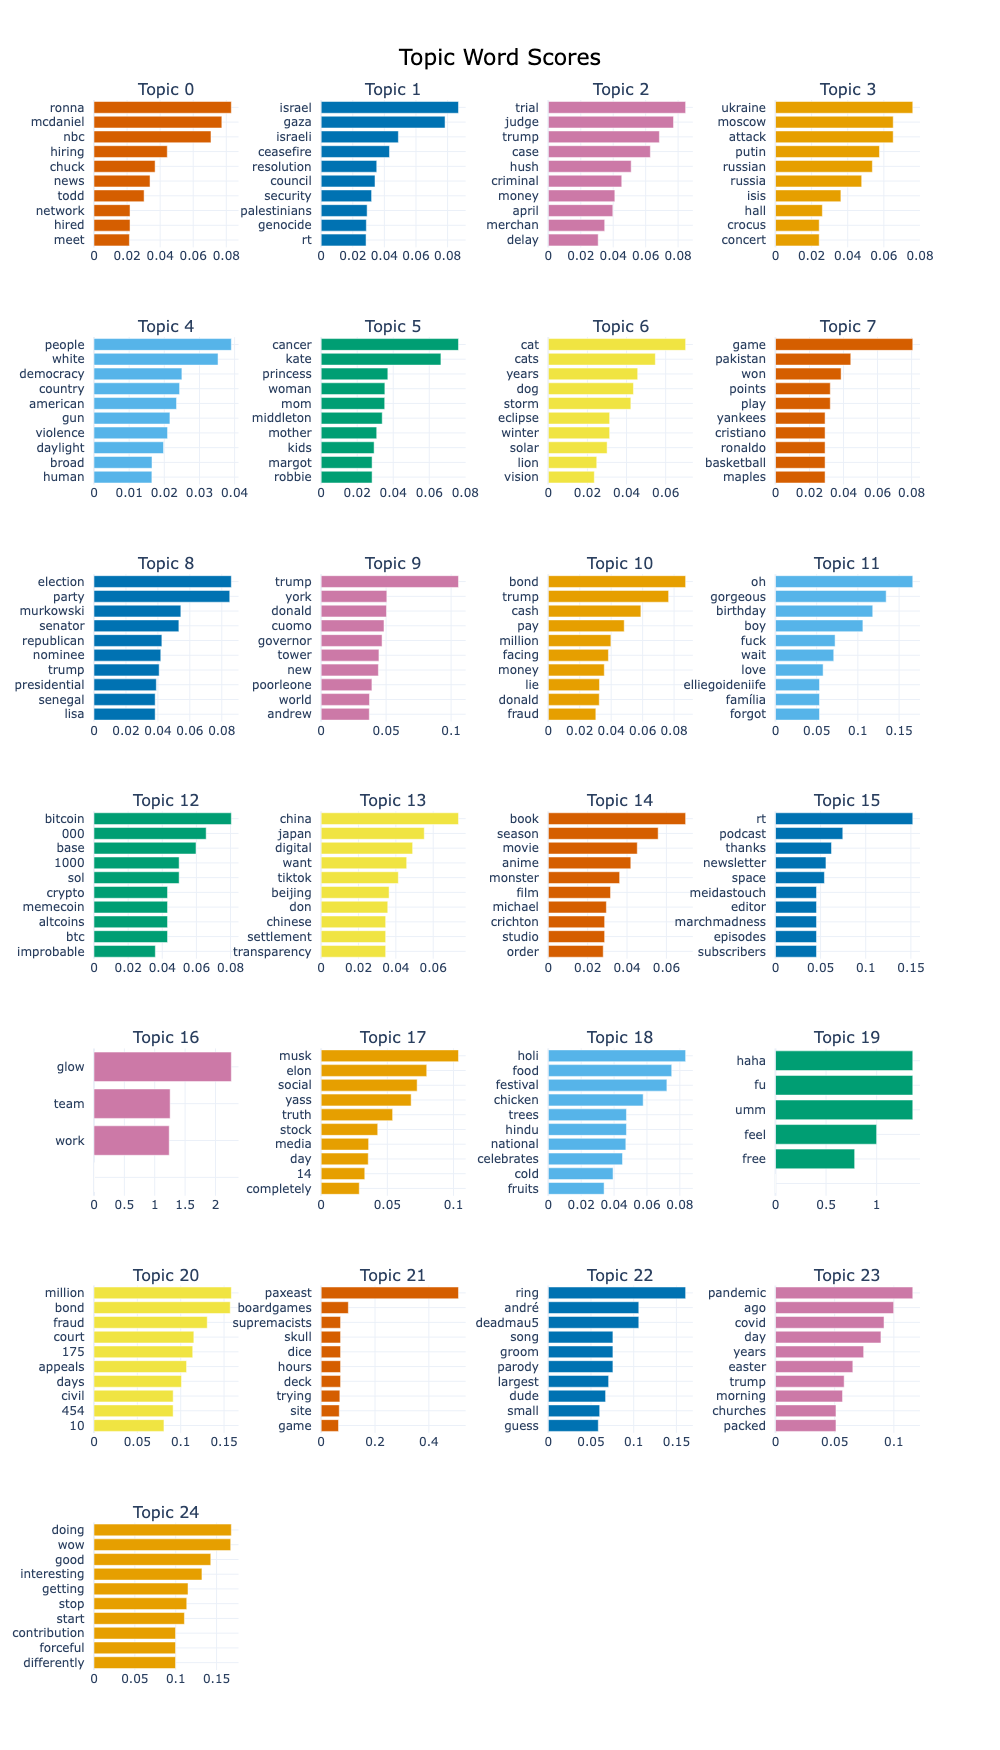 Topic Word Scores
Topic 0
ronna
mcdaniel
nbc
hiring
chuck
news
todd
network
hired
meet
0 0.02 0.04 0.06 0.08
Topic 1
israel
gaza
israeli
ceasefire
resolution
council
security
palestinians
genocide
rt
0 0.02 0.04 0.06 0.08
Topic 2
trial
judge
trump
case
hush
criminal
money
april
merchan
delay
0 0.02 0.04 0.06 0.08
Topic 3
ukraine
moscow
attack
putin
russian
russia
isis
hall
crocus
concert
0 0.02 0.04 0.06 0.08
Topic 4
people
white
democracy
country
american
gun
violence
daylight
broad
human
0 0.01 0.02 0.03 0.04
Topic 5
cancer
kate
princess
woman
mom
middleton
mother
kids
margot
robbie
0 0.02 0.04 0.06 0.08
Topic 6
cat
cats
years
dog
storm
eclipse
winter
solar
lion
vision
0 0.02 0.04 0.06
Topic 7
game
pakistan
won
points
play
yankees
cristiano
ronaldo
basketball
maples
0 0.02 0.04 0.06 0.08
Topic 8
election
party
murkowski
senator
republican
nominee
trump
presidential
senegal
lisa
0 0.02 0.04 0.06 0.08
Topic 9
trump
york
donald
cuomo
governor
tower
new
poorleone
world
andrew
0 0.05 0.1
Topic 10
bond
trump
cash
pay
million
facing
money
lie
donald
fraud
0 0.02 0.04 0.06 0.08
Topic 11
oh
gorgeous
birthday
boy
fuck
wait
love
elliegoideniife
família
forgot
0 0.05 0.1 0.15
Topic 12
bitcoin
000
base
1000
sol
crypto
memecoin
altcoins
btc
improbable
0 0.02 0.04 0.06 0.08
Topic 13
china
japan
digital
want
tiktok
beijing
don
chinese
settlement
transparency
0 0.02 0.04 0.06
Topic 14
book
season
movie
anime
monster
film
michael
crichton
studio
order
0 0.02 0.04 0.06
Topic 15
rt
podcast
thanks
newsletter
space
meidastouch
editor
marchmadness
episodes
subscribers
0 0.05 0.1 0.15
Topic 16
glow
team
work
0 0.5 1 1.5 2
Topic 17
musk
elon
social
yass
truth
stock
media
day
14
completely
0 0.05 0.1
Topic 18
holi
food
festival
chicken
trees
hindu
national
celebrates
cold
fruits
0 0.02 0.04 0.06 0.08
Topic 19
haha
fu
umm
feel
free
0 0.5 1
Topic 20
million
bond
fraud
court
175
appeals
days
civil
454
10
0 0.05 0.1 0.15
Topic 21
paxeast
boardgames
supremacists
skull
dice
hours
deck
trying
site
game
0 0.2 0.4
Topic 22
ring
andré
deadmau5
song
groom
parody
largest
dude
small
guess
0 0.05 0.1 0.15
Topic 23
pandemic
ago
covid
day
years
easter
trump
morning
churches
packed
0 0.05 0.1
Topic 24
doing
wow
good
interesting
getting
stop
start
contribution
forceful
differently
0 0.05 0.1 0.15